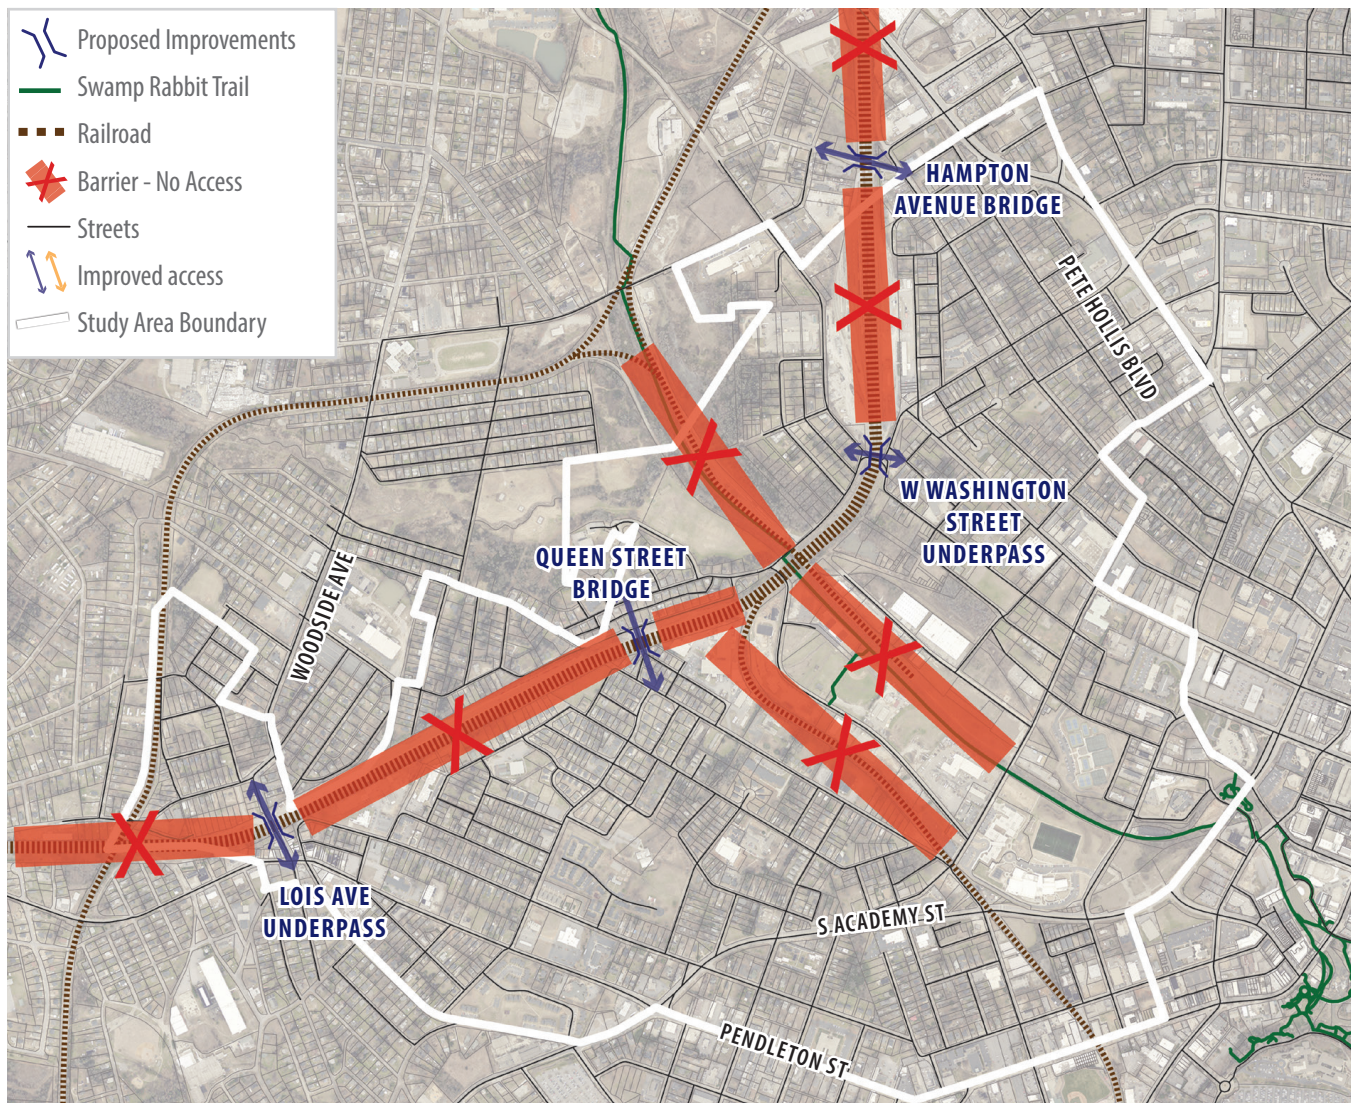 Proposed Improvements
Swamp Rabbit Trail
Railroad
Barrier - No Access
Streets
Improved access
Study Area Boundary
HAMPTON
AVENUE BRIDGE
PETE HOLLIS BLVD
W WASHINGTON
STREET
UNDERPASS
QUEEN STREET
BRIDGE
WOODSIDE AVE
LOIS AVE
UNDERPASS
S ACADEMY ST
PENDLETON ST